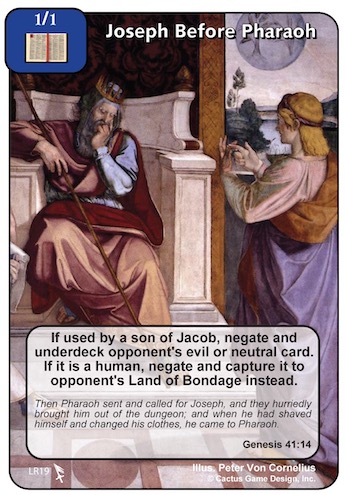 1/1
Joseph Before Pharaoh
If used by a son of Jacob, negate and
underdeck opponent's evil or neutral card.
If it is a human, negate and capture it to
opponent's Land of Bondage instead.
Then Pharaoh sent and called for Joseph, and they hurriedly
brought him out of the dungeon; and when he had shaved
himself and changed his clothes, he came to Pharaoh.
Genesis 41:14
LR19
Illus. Peter Von Cornelius
© Cactus Game Design, Inc.